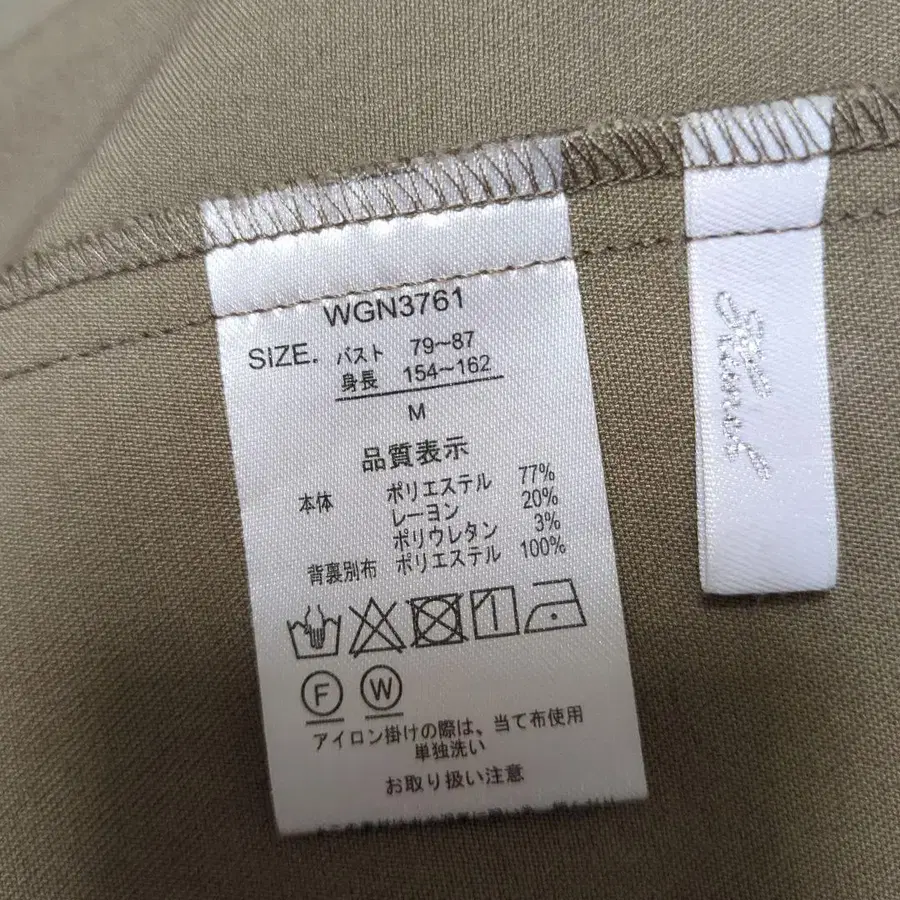 WGN3761
SIZE. バスト 79~87
身長 154~162
M
品質表示
本体 ポリエステル 77%
レーヨン 20%
ポリウレタン 3%
背裏別布 ポリエステル 100%
F W
アイロン掛けの際は、当て布使用
単独洗い
お取り扱い注意